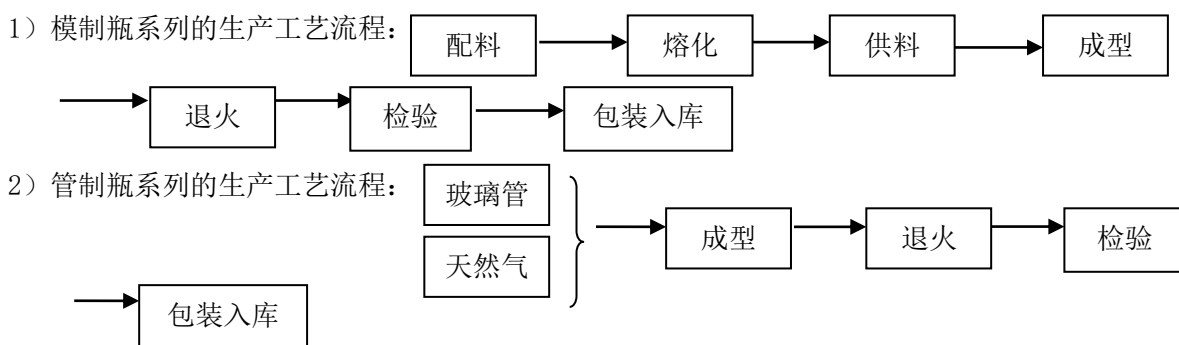 1）模制瓶系列的生产工艺流程： 配料 熔化 供料 成型
退火 检验 包装入库
2）管制瓶系列的生产工艺流程： 玻璃管
成型 退火 检验
天然气
包装入库